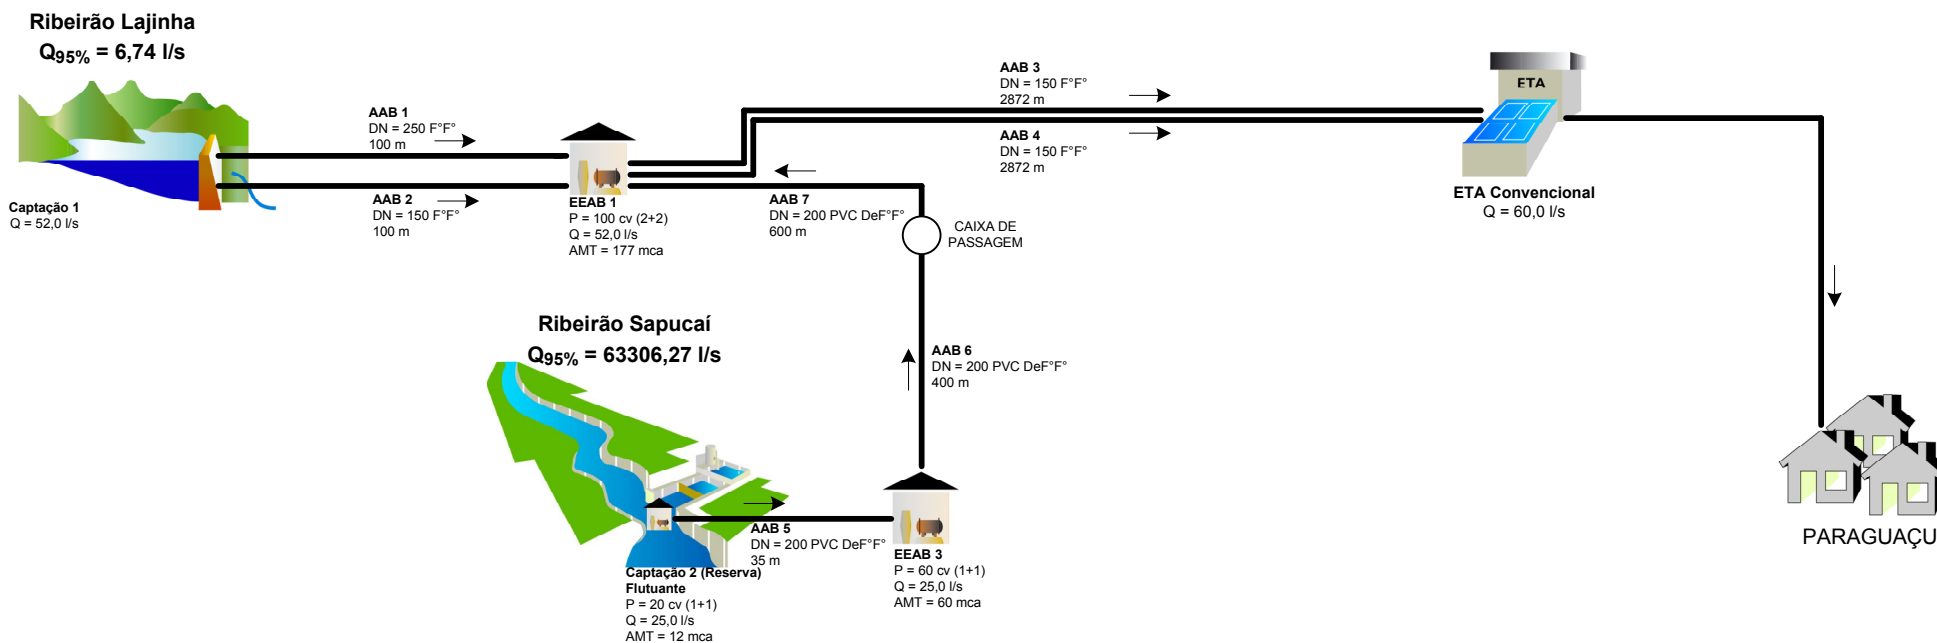 Ribeirão Lajinha
Q95% = 6,74 l/s
Captação 1
Q = 52,0 l/s
AAB 1
DN = 250 F°F°
100 m
AAB 2
DN = 150 F°F°
100 m
EEAB 1
P = 100 cv (2+2)
Q = 52,0 l/s
AMT = 177 mca
AAB 3
DN = 150 F°F°
2872 m
AAB 4
DN = 150 F°F°
2872 m
AAB 7
DN = 200 PVC DeF°F°
600 m
CAIXA DE
PASSAGEM
ETA
ETA Convencional
Q = 60,0 l/s
Ribeirão Sapucaí
Q95% = 63306,27 l/s
AAB 6
DN = 200 PVC DeF°F°
400 m
AAB 5
DN = 200 PVC DeF°F°
35 m
Captação 2 (Reserva)
Flutuante
P = 20 cv (1+1)
Q = 25,0 l/s
AMT = 12 mca
EEAB 3
P = 60 cv (1+1)
Q = 25,0 l/s
AMT = 60 mca
PARAGUAÇU